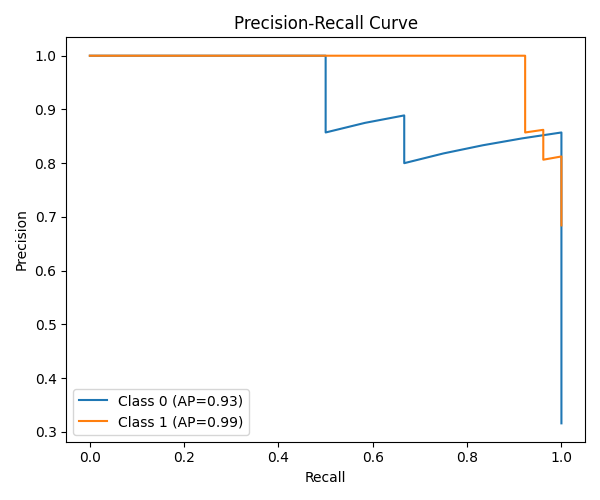 Precision-Recall Curve
1.0
0.9
0.8
0.7
0.6
0.5
0.4
0.3
Precision
Class 0 (AP=0.93)
Class 1 (AP=0.99)
0.0 0.2 0.4 0.6 0.8 1.0
Recall